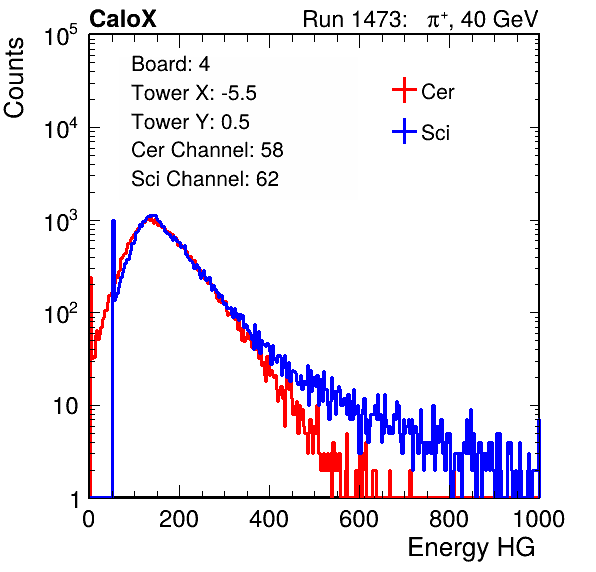 CaloX Run 1473: π⁺, 40 GeV
Counts
10⁵
10⁴
10³
10²
10
1
Board: 4
Tower X: -5.5
Tower Y: 0.5
Cer Channel: 58
Sci Channel: 62
Cer
Sci
0 200 400 600 800 1000
Energy HG